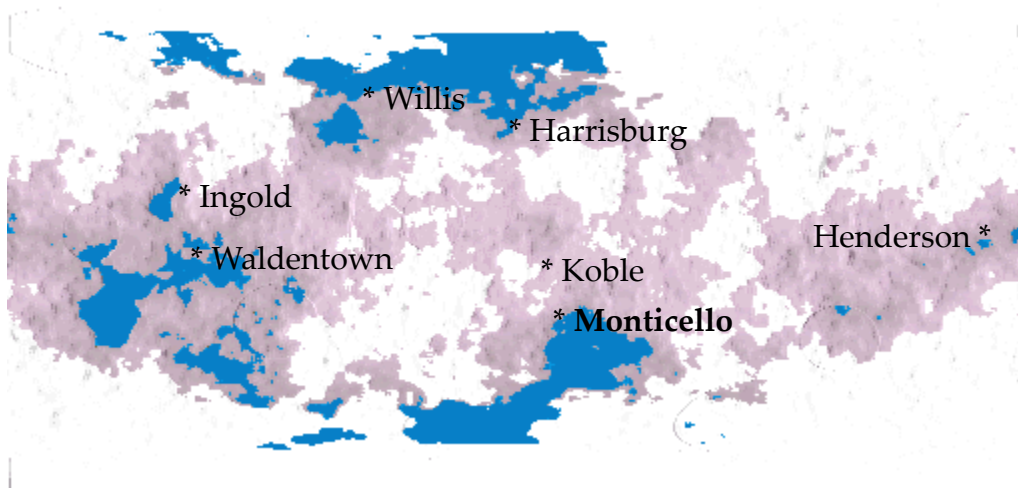 * Willis
* Harrisburg
* Ingold
Henderson *
* Waldentown
* Koble
* Monticello